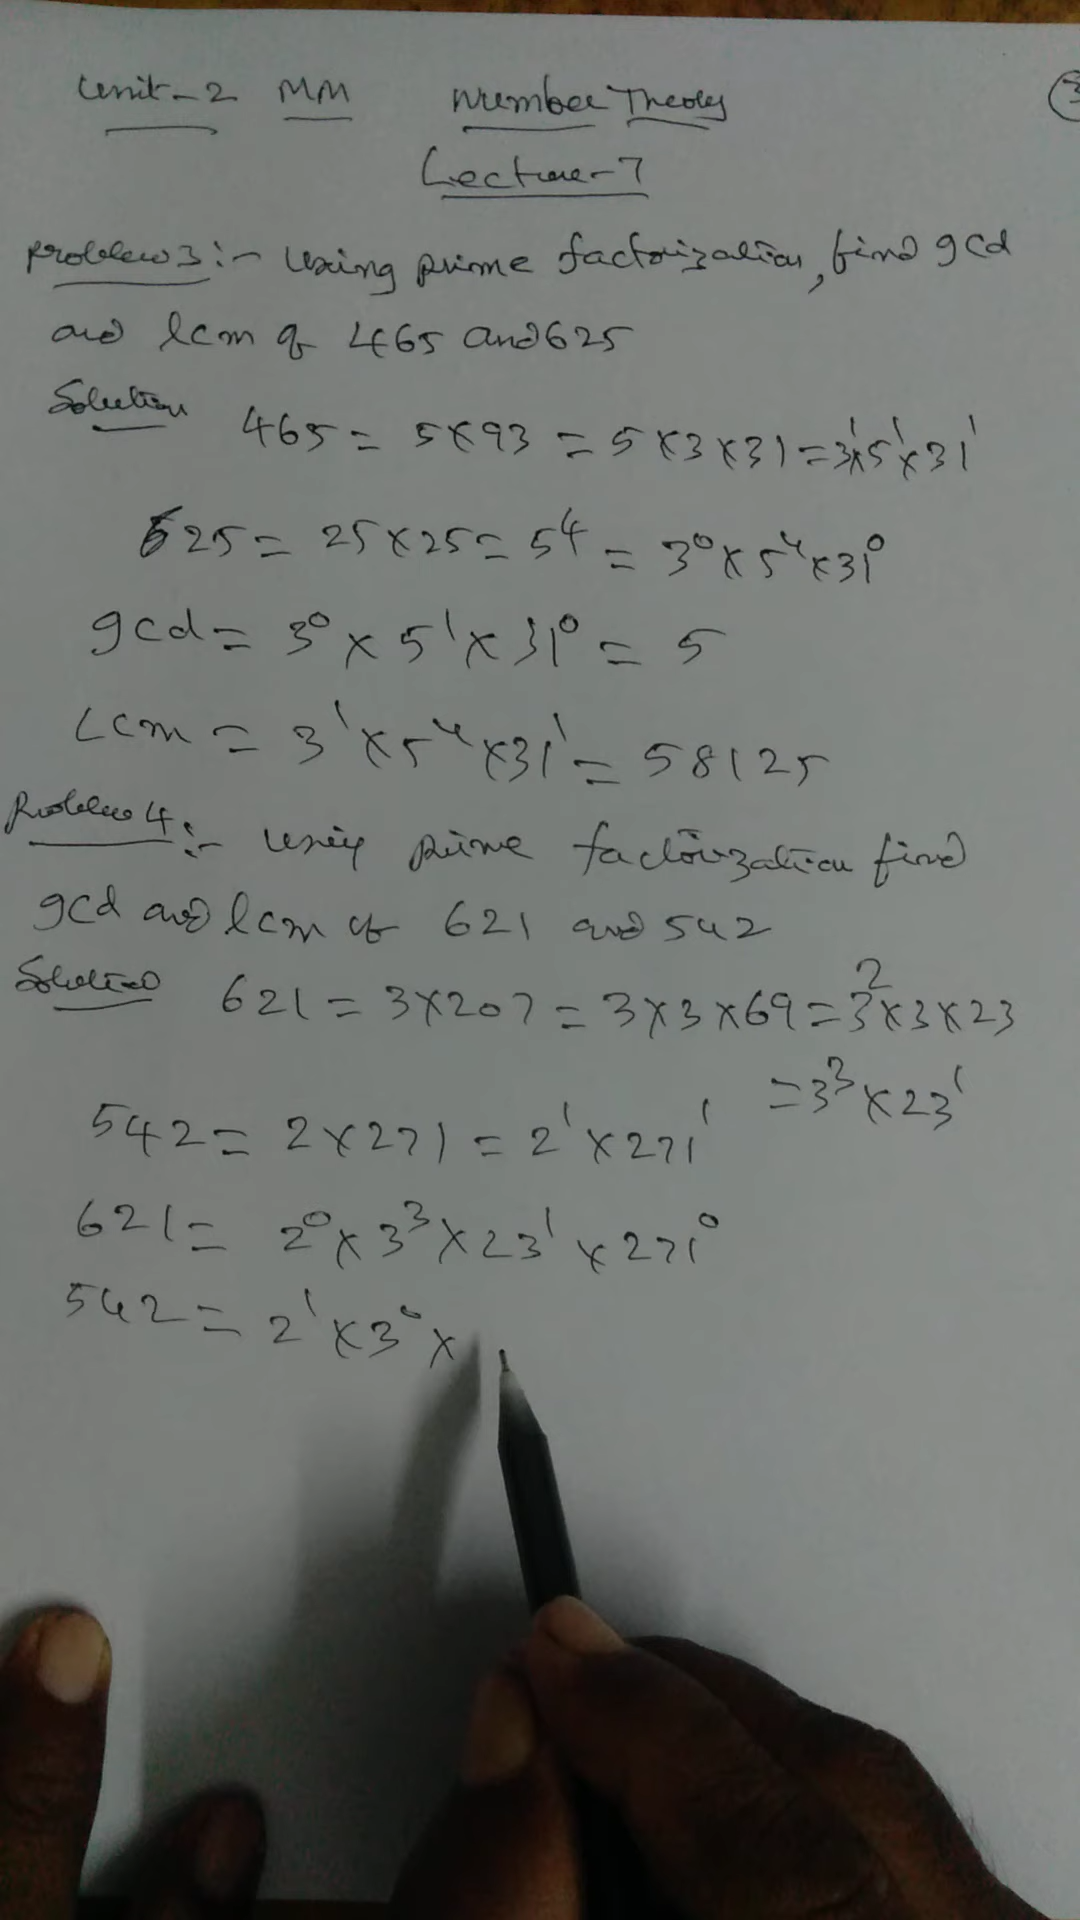 Unit-2 MM Number Theory
Lecture-7
Problem 3:- Using prime factorization, find gcd
and lcm of 465 and 625
Solution 465 = 5×93 = 5×3×31 = 3¹×5¹×31¹
625 = 25×25 = 5⁴ = 3⁰×5⁴×31⁰
gcd = 3⁰×5¹×31⁰ = 5
Lcm = 3¹×5⁴×31¹ = 58125
Problem 4:- Using prime factorization find
gcd and lcm of 621 and 542
Solution 621 = 3×207 = 3×3×69 = 3²×3×23
= 3³×23¹
542 = 2×271 = 2¹×271¹
621 = 2⁰×3³×23¹×271⁰
542 = 2¹×3⁰×